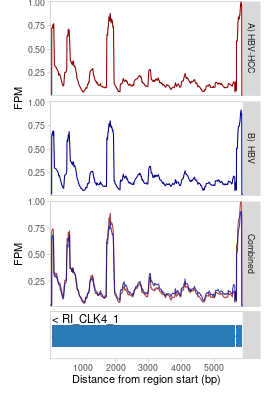 1.00
0.75
0.50
0.25
FPM
A) HBV-HCC
1.00
0.75
0.50
0.25
B) HBV
1.00
0.75
0.50
0.25
FPM
Combined
< RI_CLK4_1
1000 2000 3000 4000 5000
Distance from region start (bp)